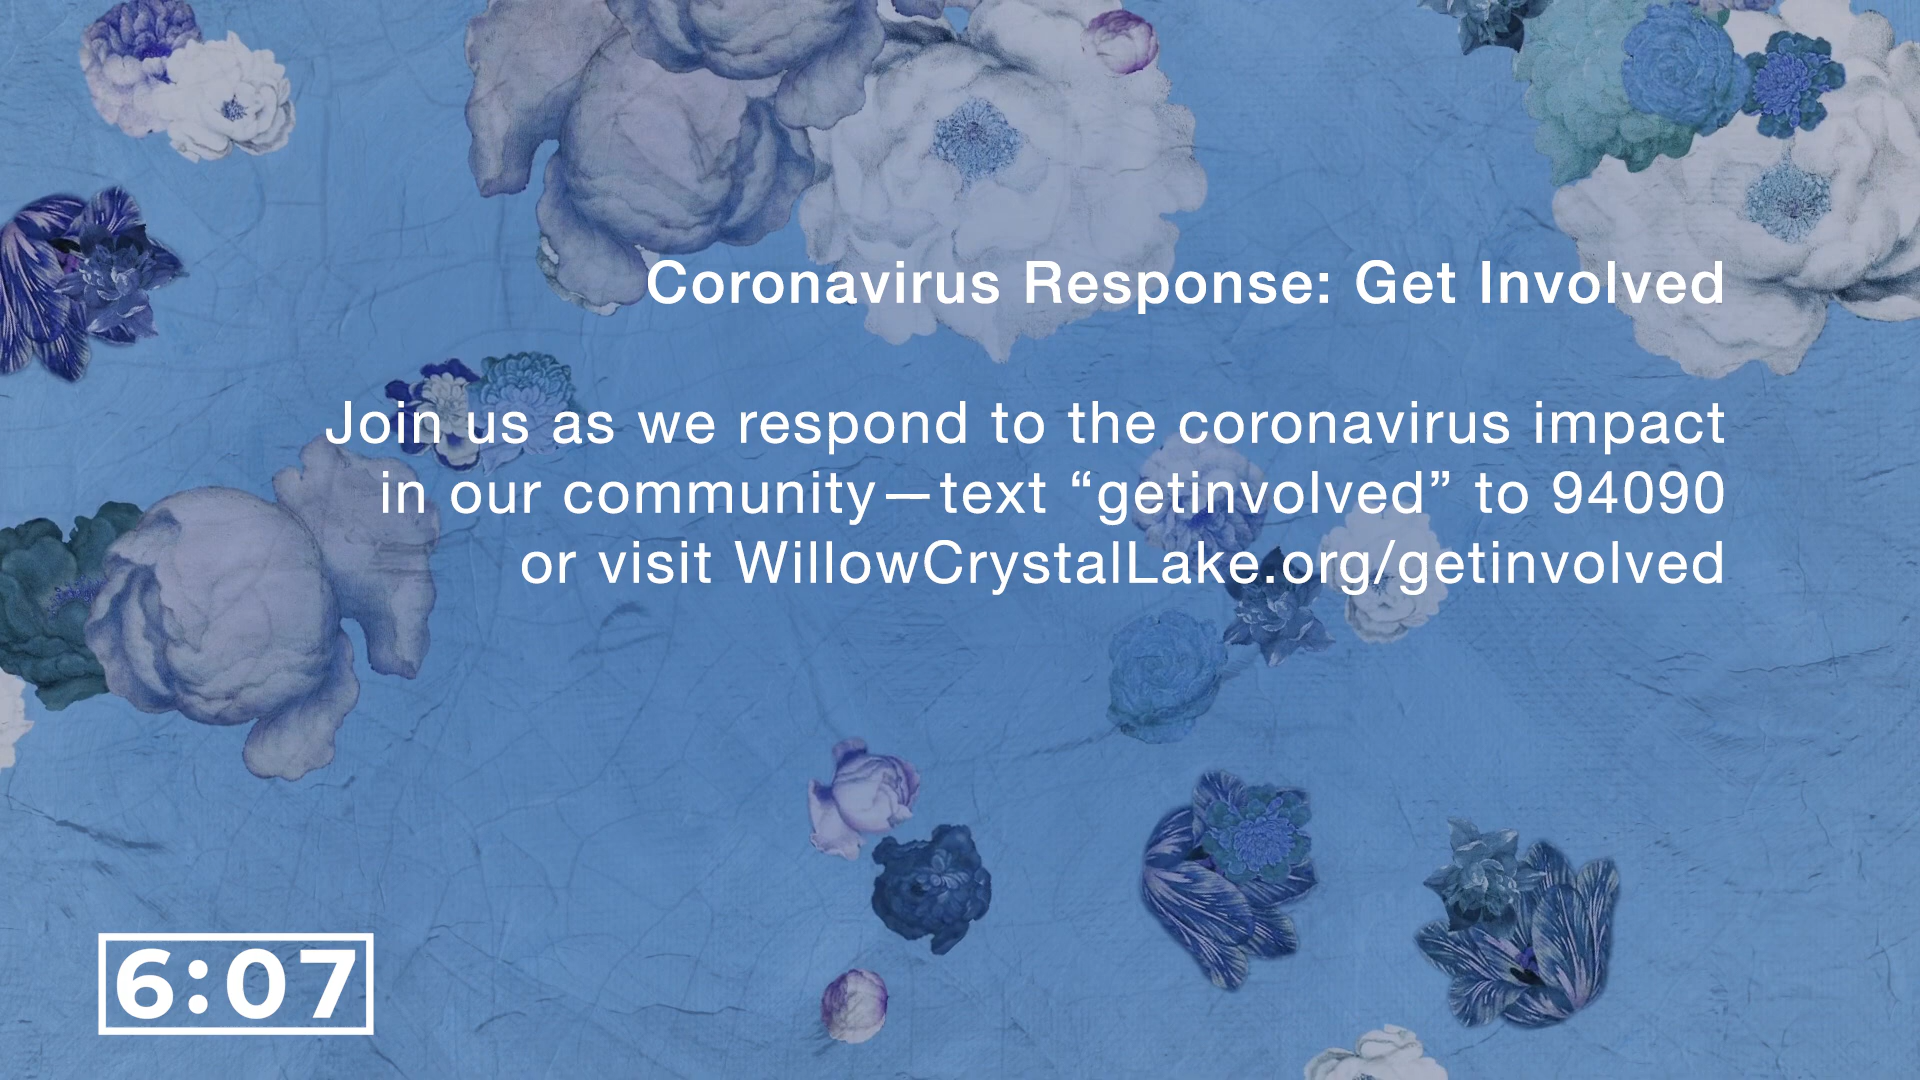 Coronavirus Response: Get Involved
Join us as we respond to the coronavirus impact
in our community—text “getinvolved” to 94090
or visit WillowCrystalLake.org/getinvolved
6:07